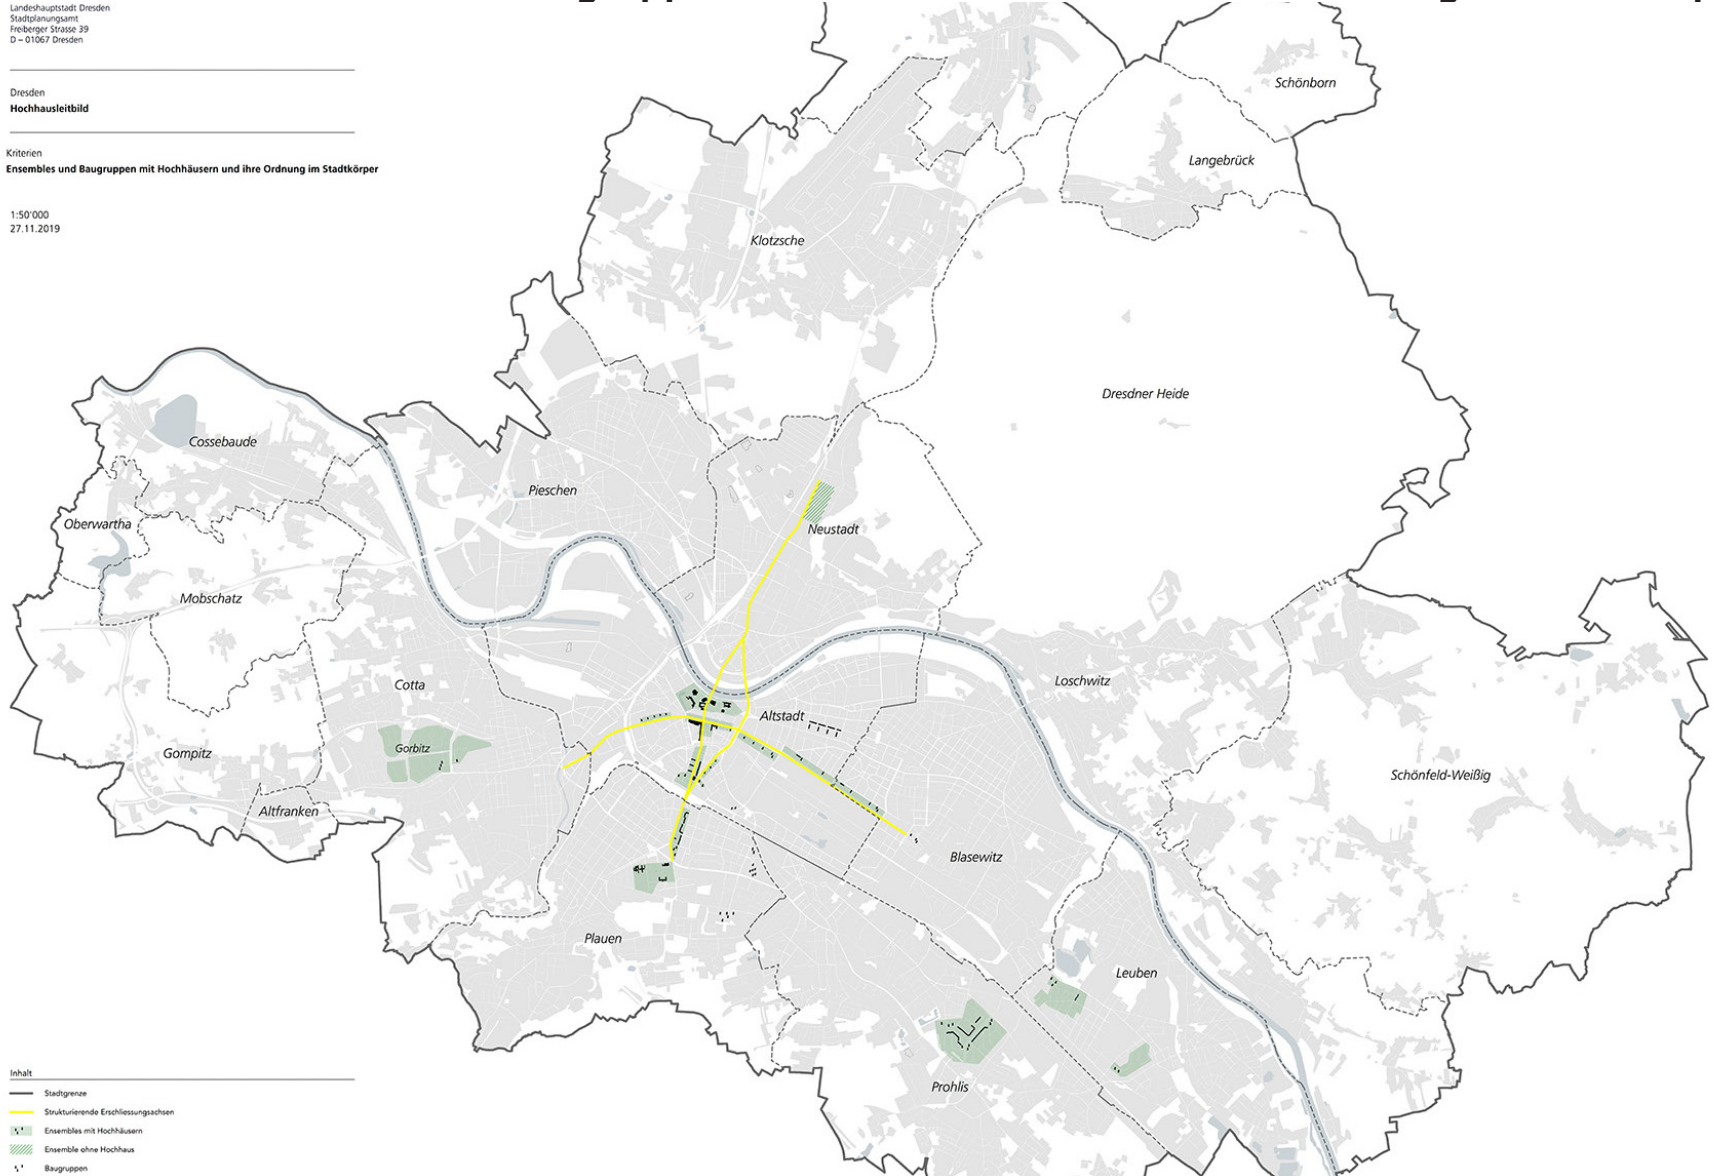 Landeshauptstadt Dresden
Stadtplanungsamt
Freiberger Strasse 39
D – 01067 Dresden
Dresden
Hochhausleitbild
Kriterien
Ensembles und Baugruppen mit Hochhäusern und ihre Ordnung im Stadtkörper
1:50'000
27.11.2019
Schönborn
Langebrück
Klotzsche
Dresdner Heide
Cossebaude
Pieschen
Oberwartha
Neustadt
Mobschatz
Loschwitz
Cotta
Altstadt
Gorbitz
Gompitz
Schönfeld-Weißig
Altfranken
Blasewitz
Plauen
Leuben
Prohlis
Inhalt
Stadtgrenze
Strukturierende Erschliessungsachsen
Ensembles mit Hochhäusern
Ensemble ohne Hochhaus
Baugruppen